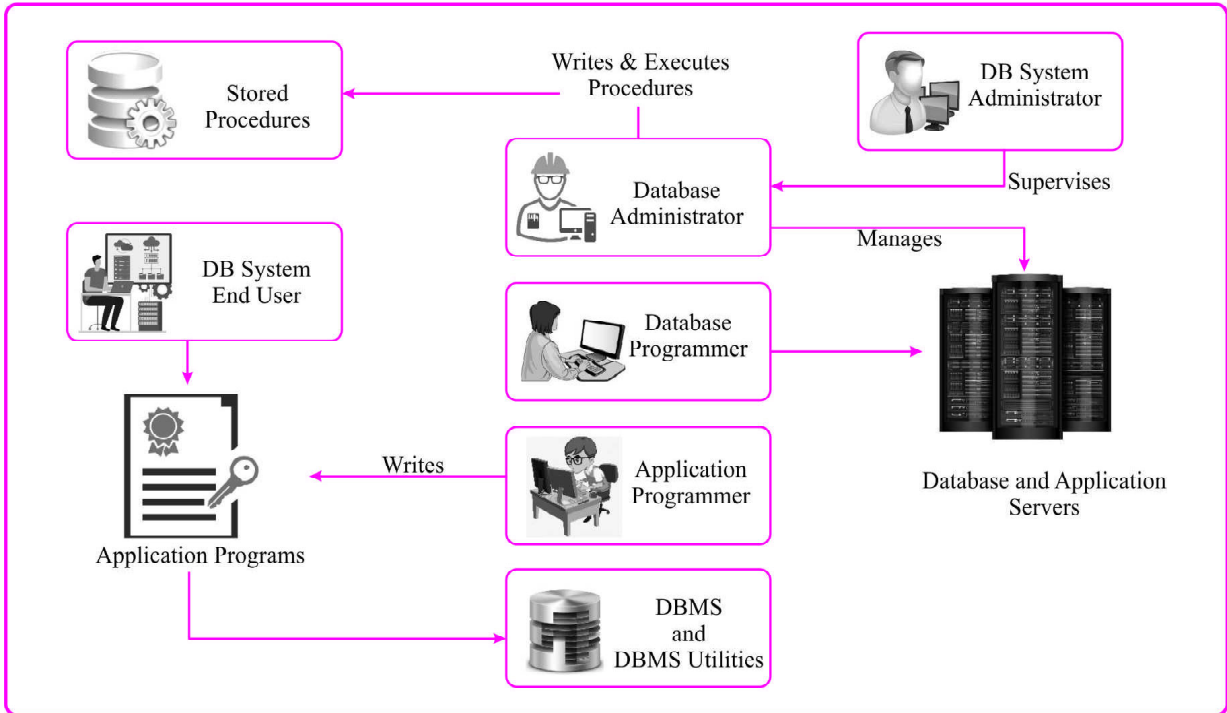 Stored
Procedures
Writes & Executes
Procedures
DB System
Administrator
Database
Administrator
Supervises
Manages
DB System
End User
Database
Programmer
Writes
Application
Programmer
Database and Application
Servers
Application Programs
DBMS
and
DBMS Utilities